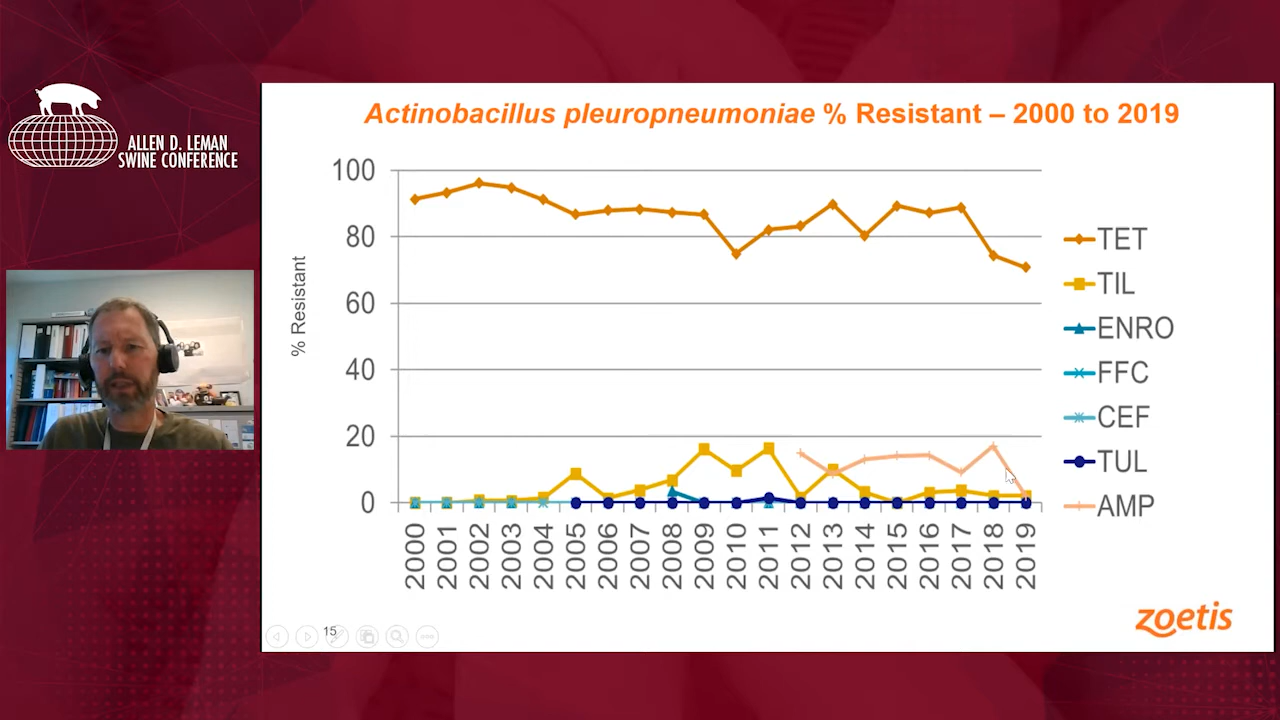 ALLEN D. LEMAN
SWINE CONFERENCE
Actinobacillus pleuropneumoniae % Resistant – 2000 to 2019
% Resistant
100
80
60
40
20
0
2000
2001
2002
2003
2004
2005
2006
2007
2008
2009
2010
2011
2012
2013
2014
2015
2016
2017
2018
2019
TET
TIL
ENRO
FFC
CEF
TUL
AMP
15
zoetis